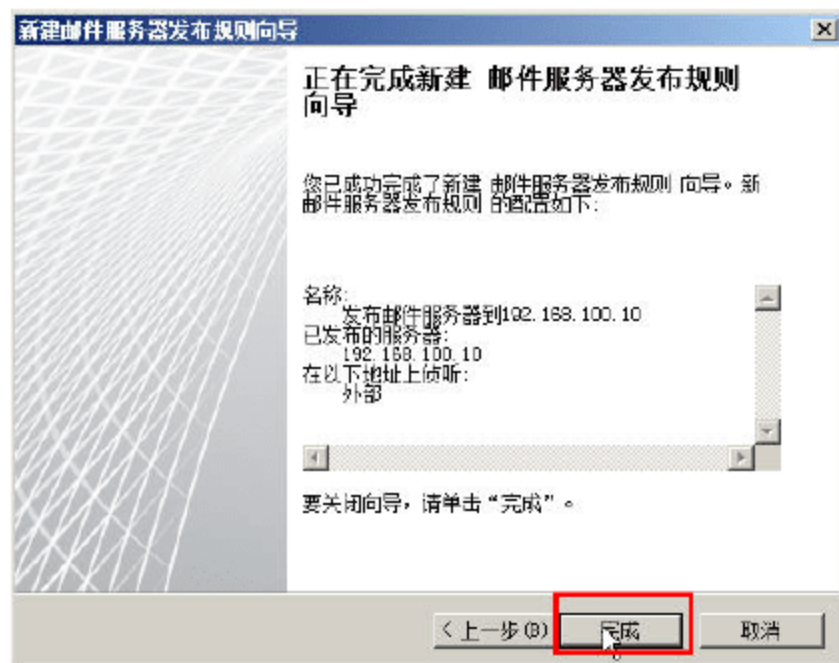 新建邮件服务器发布规则向导
正在完成新建 邮件服务器发布规则
向导
您已成功完成了新建 邮件服务器发布规则 向导。新
邮件服务器发布规则 的配置如下:
名称:
发布邮件服务器到192.168.100.10
已发布的服务器:
192.168.100.10
在以下地址上侦听:
外部
要关闭向导，请单击“完成”。
< 上一步(B)
完成
取消